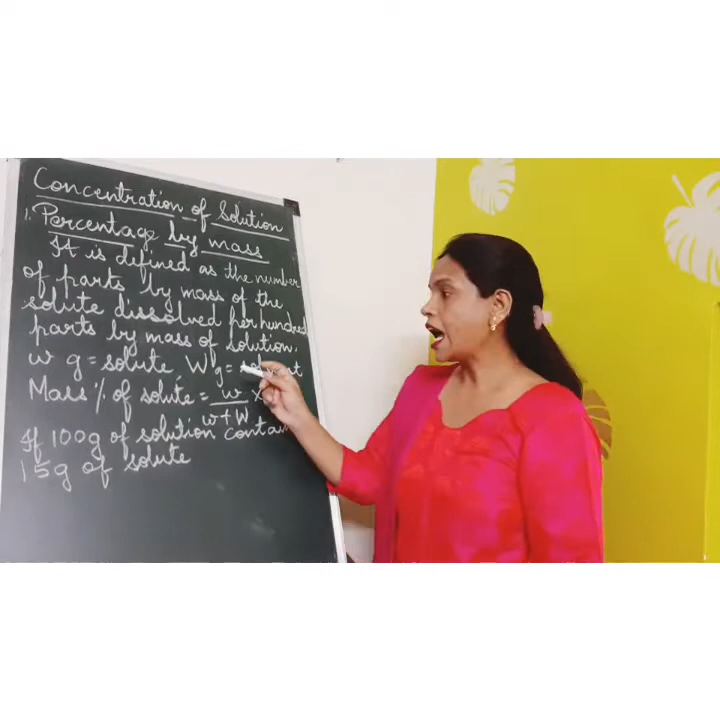 Concentration of Solution
1. Percentage by mass
It is defined as the number
of parts by mass of the
solute dissolved per hundred
parts by mass of solution.
w g = solute, W g = solvent
Mass % of solute = w/w+W ×
If 100g of solution contain
15g of solute